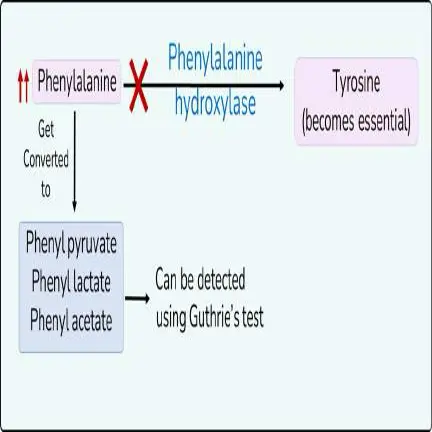 Phenylalanine
Phenylalanine
hydroxylase
Tyrosine
(becomes essential)
Get
Converted
to
Phenyl pyruvate
Phenyl lactate
Phenyl acetate
Can be detected
using Guthrie's test